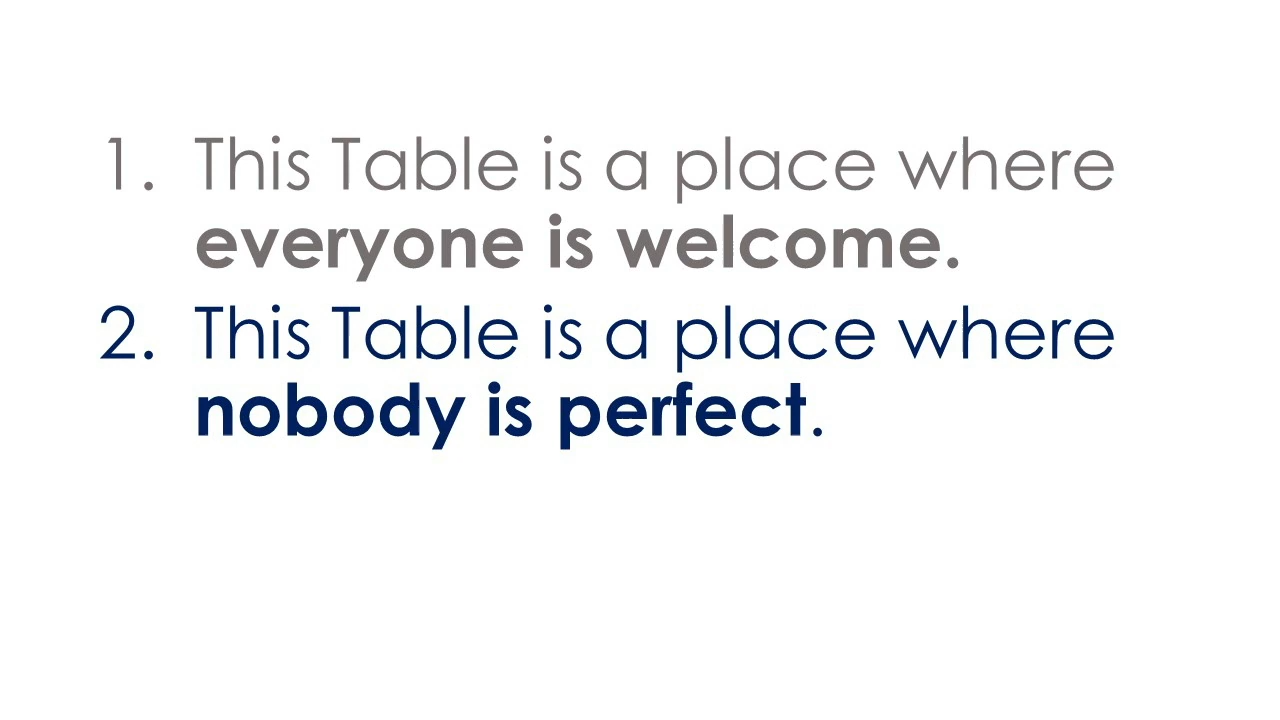 1. This Table is a place where
everyone is welcome.
2. This Table is a place where
nobody is perfect.